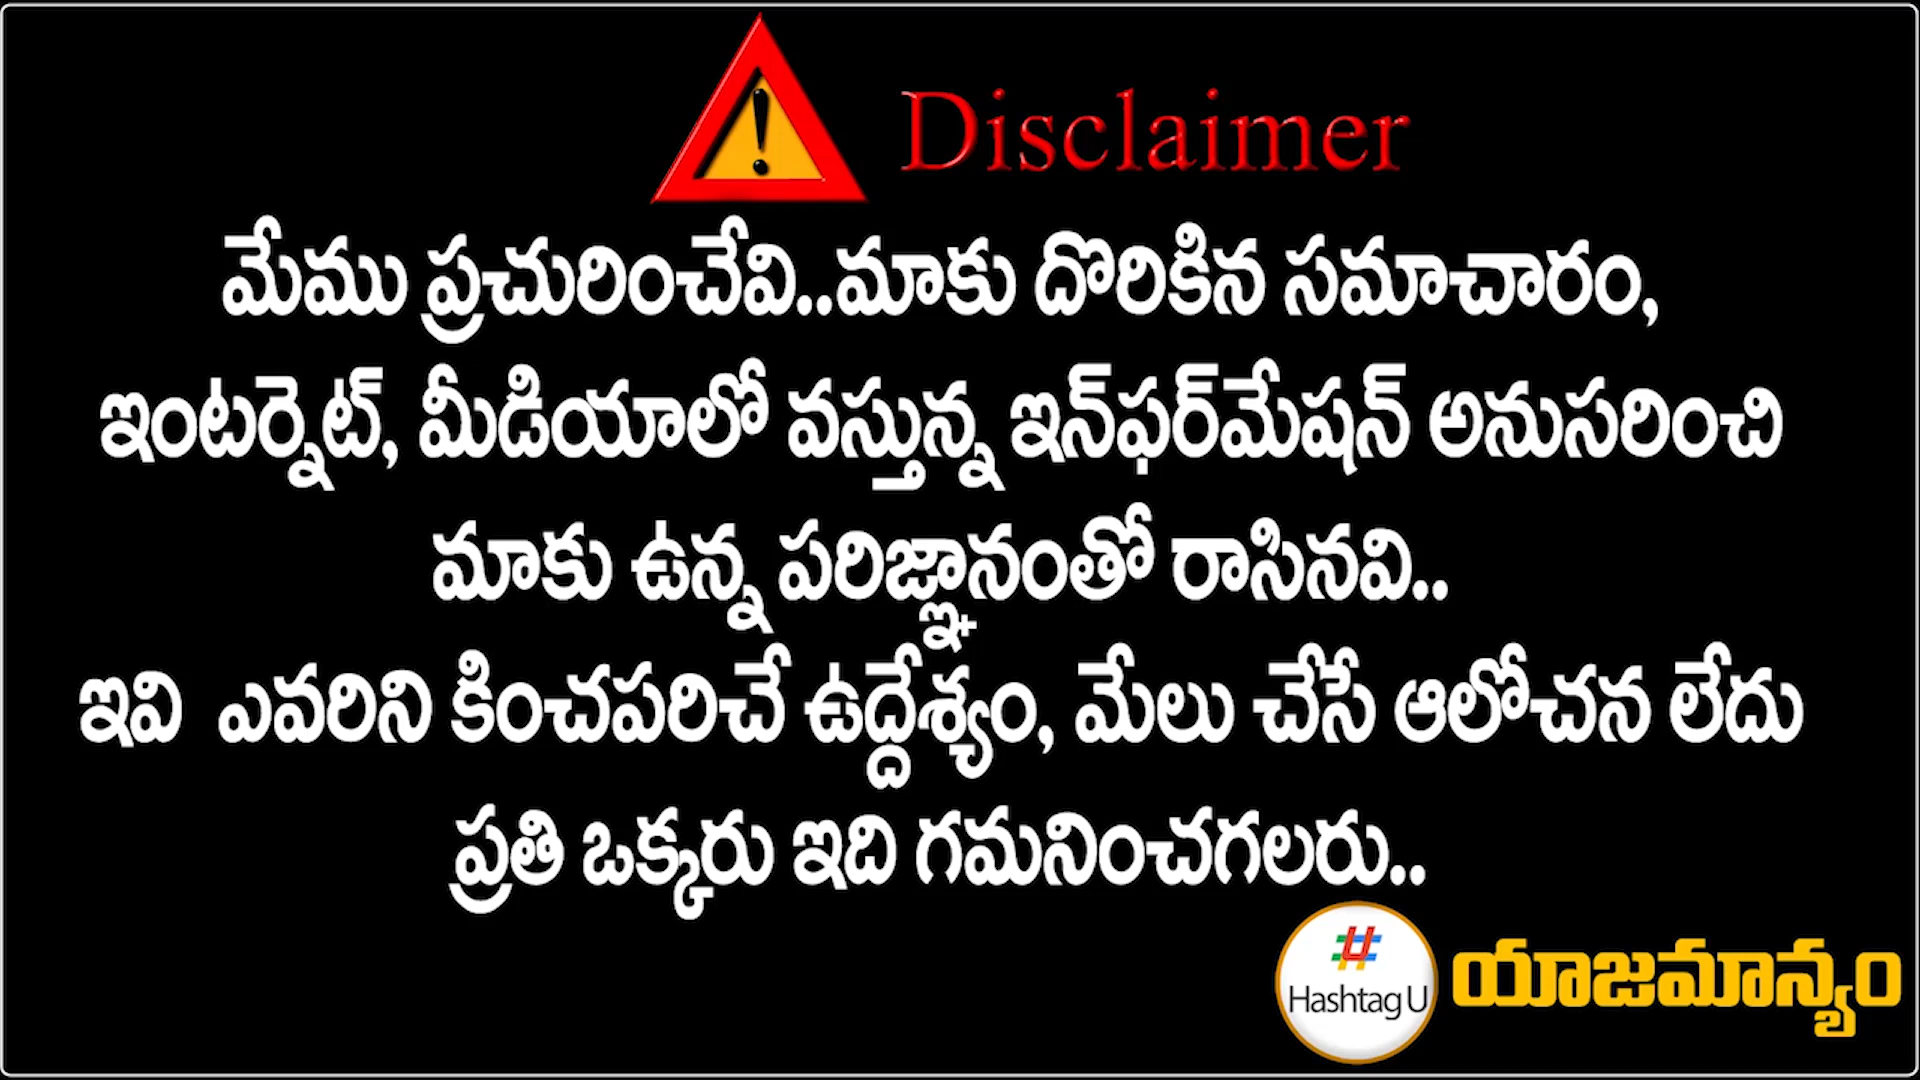 Disclaimer
మేము ప్రచురించేవి..మాకు దొరికిన సమాచారం,
ఇంటర్నెట్, మీడియాలో వస్తున్న ఇన్‌ఫర్‌మేషన్ అనుసరించి
మాకు ఉన్న పరిజ్ఞానంతో రాసినవి..
ఇవి ఎవరిని కించపరిచే ఉద్దేశ్యం, మేలు చేసే ఆలోచన లేదు
ప్రతి ఒక్కరు ఇది గమనించగలరు..
Hashtag U యాజమాన్యం